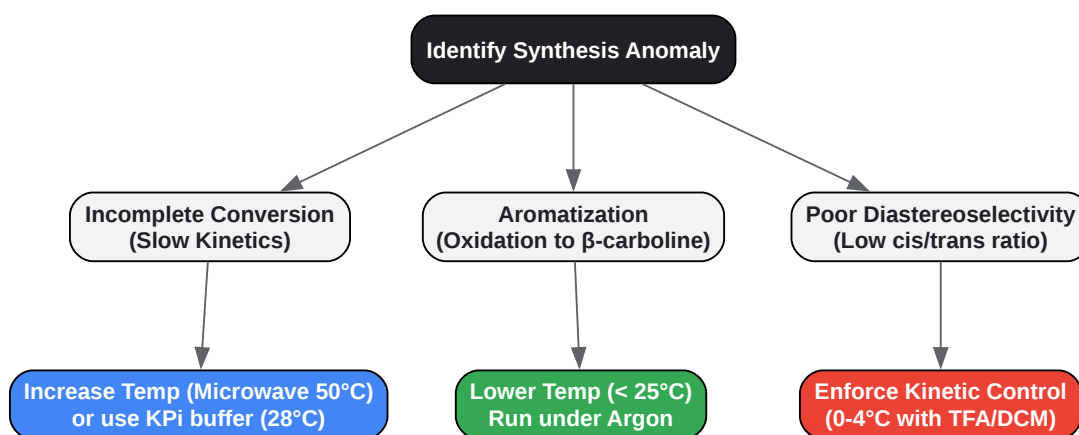 Identify Synthesis Anomaly
Incomplete Conversion
(Slow Kinetics)
Aromatization
(Oxidation to β-carboline)
Poor Diastereoselectivity
(Low cis/trans ratio)
Increase Temp (Microwave 50°C)
or use KPi buffer (28°C)
Lower Temp (< 25°C)
Run under Argon
Enforce Kinetic Control
(0-4°C with TFA/DCM)